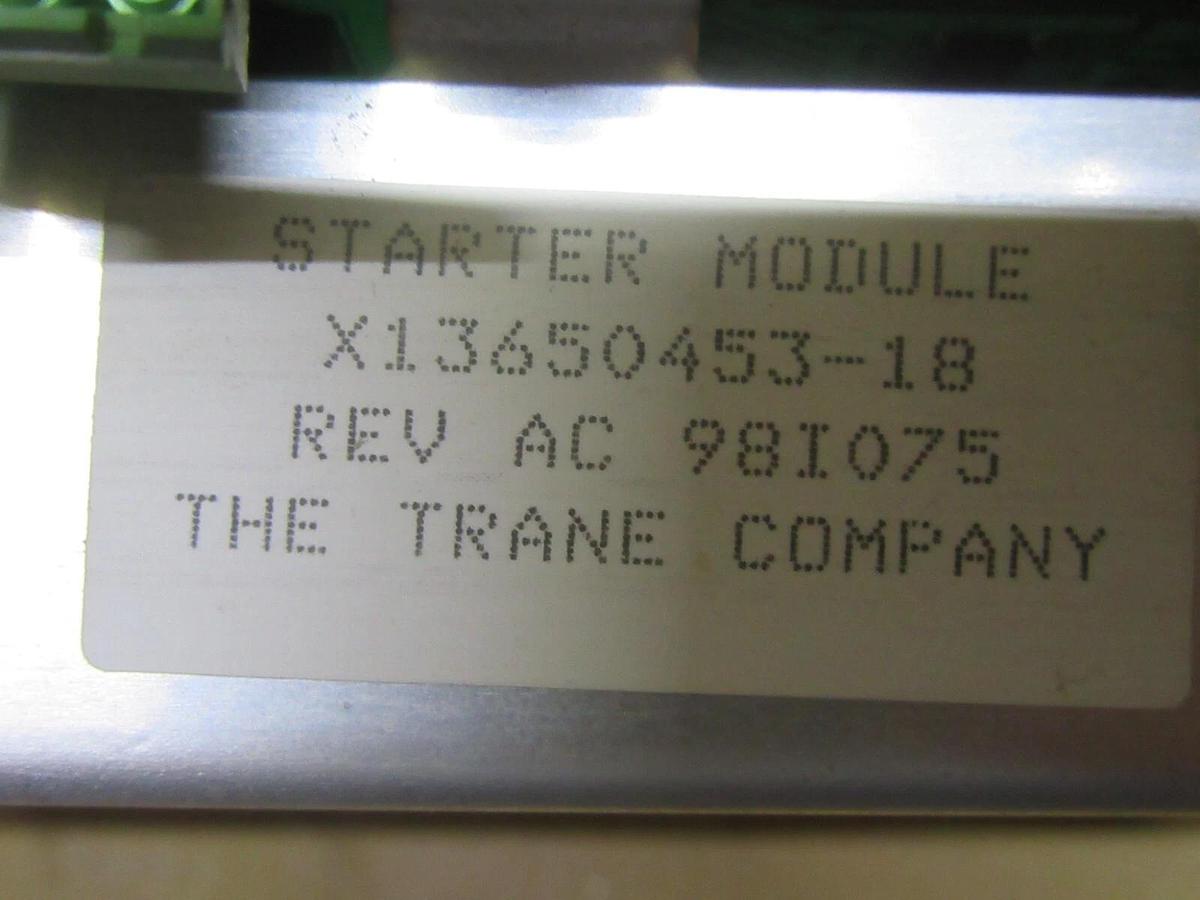 STARTER MODULE
X13650453-18
REV AC 98I075
THE TRANE COMPANY